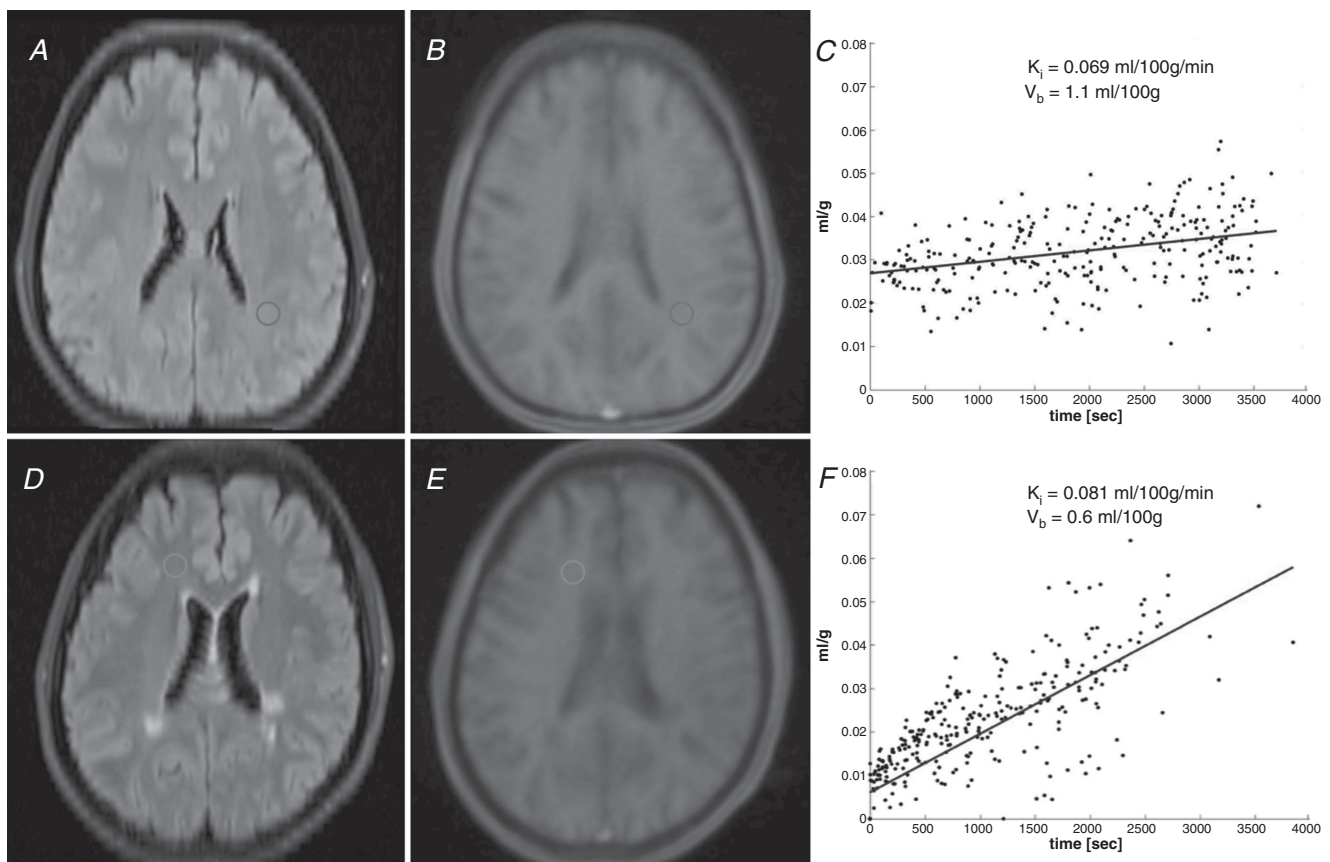 A
B
C
K_i = 0.069 ml/100g/min
V_b = 1.1 ml/100g
0.08
0.07
0.06
0.05
0.04
0.03
0.02
0.01
0
ml/g
0 500 1000 1500 2000 2500 3000 3500 4000
time [sec]
D
E
F
K_i = 0.081 ml/100g/min
V_b = 0.6 ml/100g
0.08
0.07
0.06
0.05
0.04
0.03
0.02
0.01
0
ml/g
0 500 1000 1500 2000 2500 3000 3500 4000
time [sec]